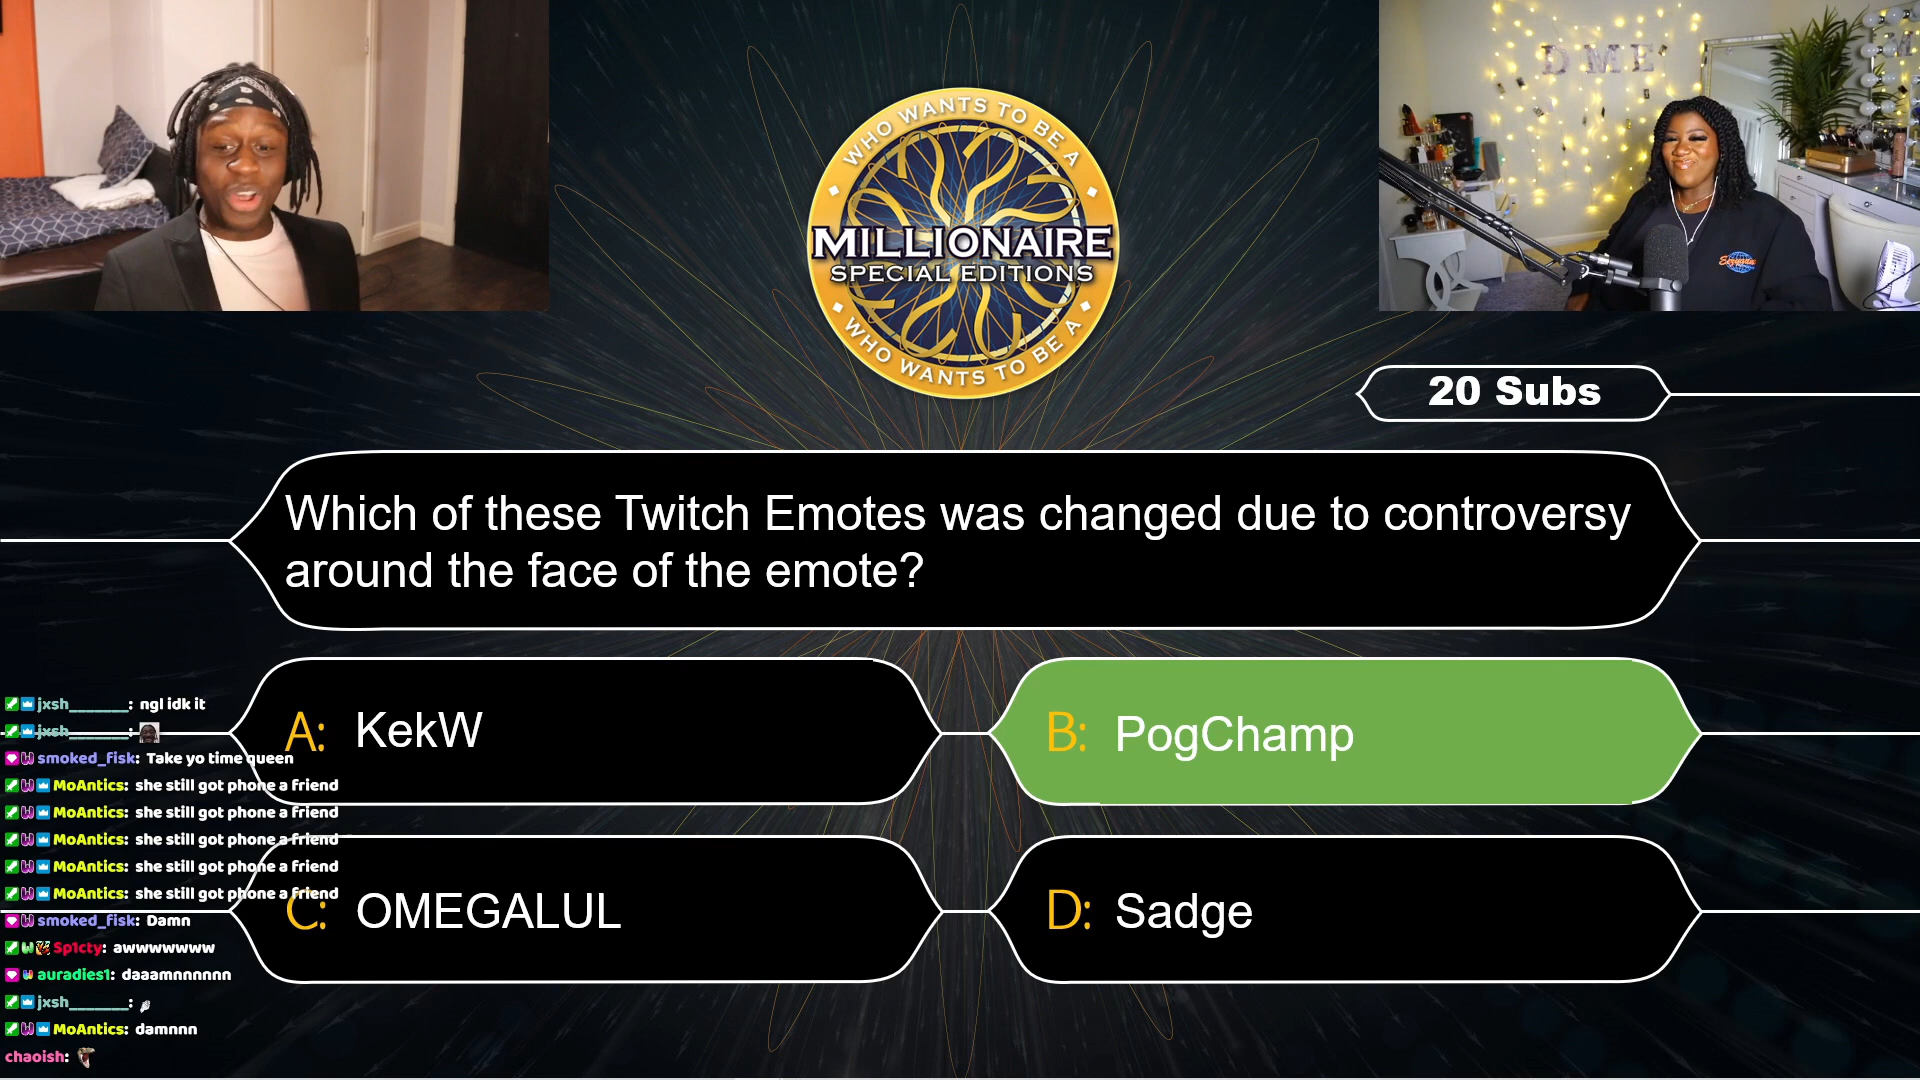 DME
WHO WANTS TO BE A
MILLIONAIRE
SPECIAL EDITIONS
WHO WANTS TO BE A
20 Subs
Which of these Twitch Emotes was changed due to controversy
around the face of the emote?
A: KekW
B: PogChamp
C: OMEGALUL
D: Sadge
jxsh_______: ngl idk it
jxsh_______:
smoked_fisk: Take yo time queen
MoAntics: she still got phone a friend
MoAntics: she still got phone a friend
MoAntics: she still got phone a friend
MoAntics: she still got phone a friend
MoAntics: she still got phone a friend
smoked_fisk: Damn
Sp1cty: awwwwwww
auradies1: daaamnnnnnn
jxsh_______:
MoAntics: damnnn
chaoish: